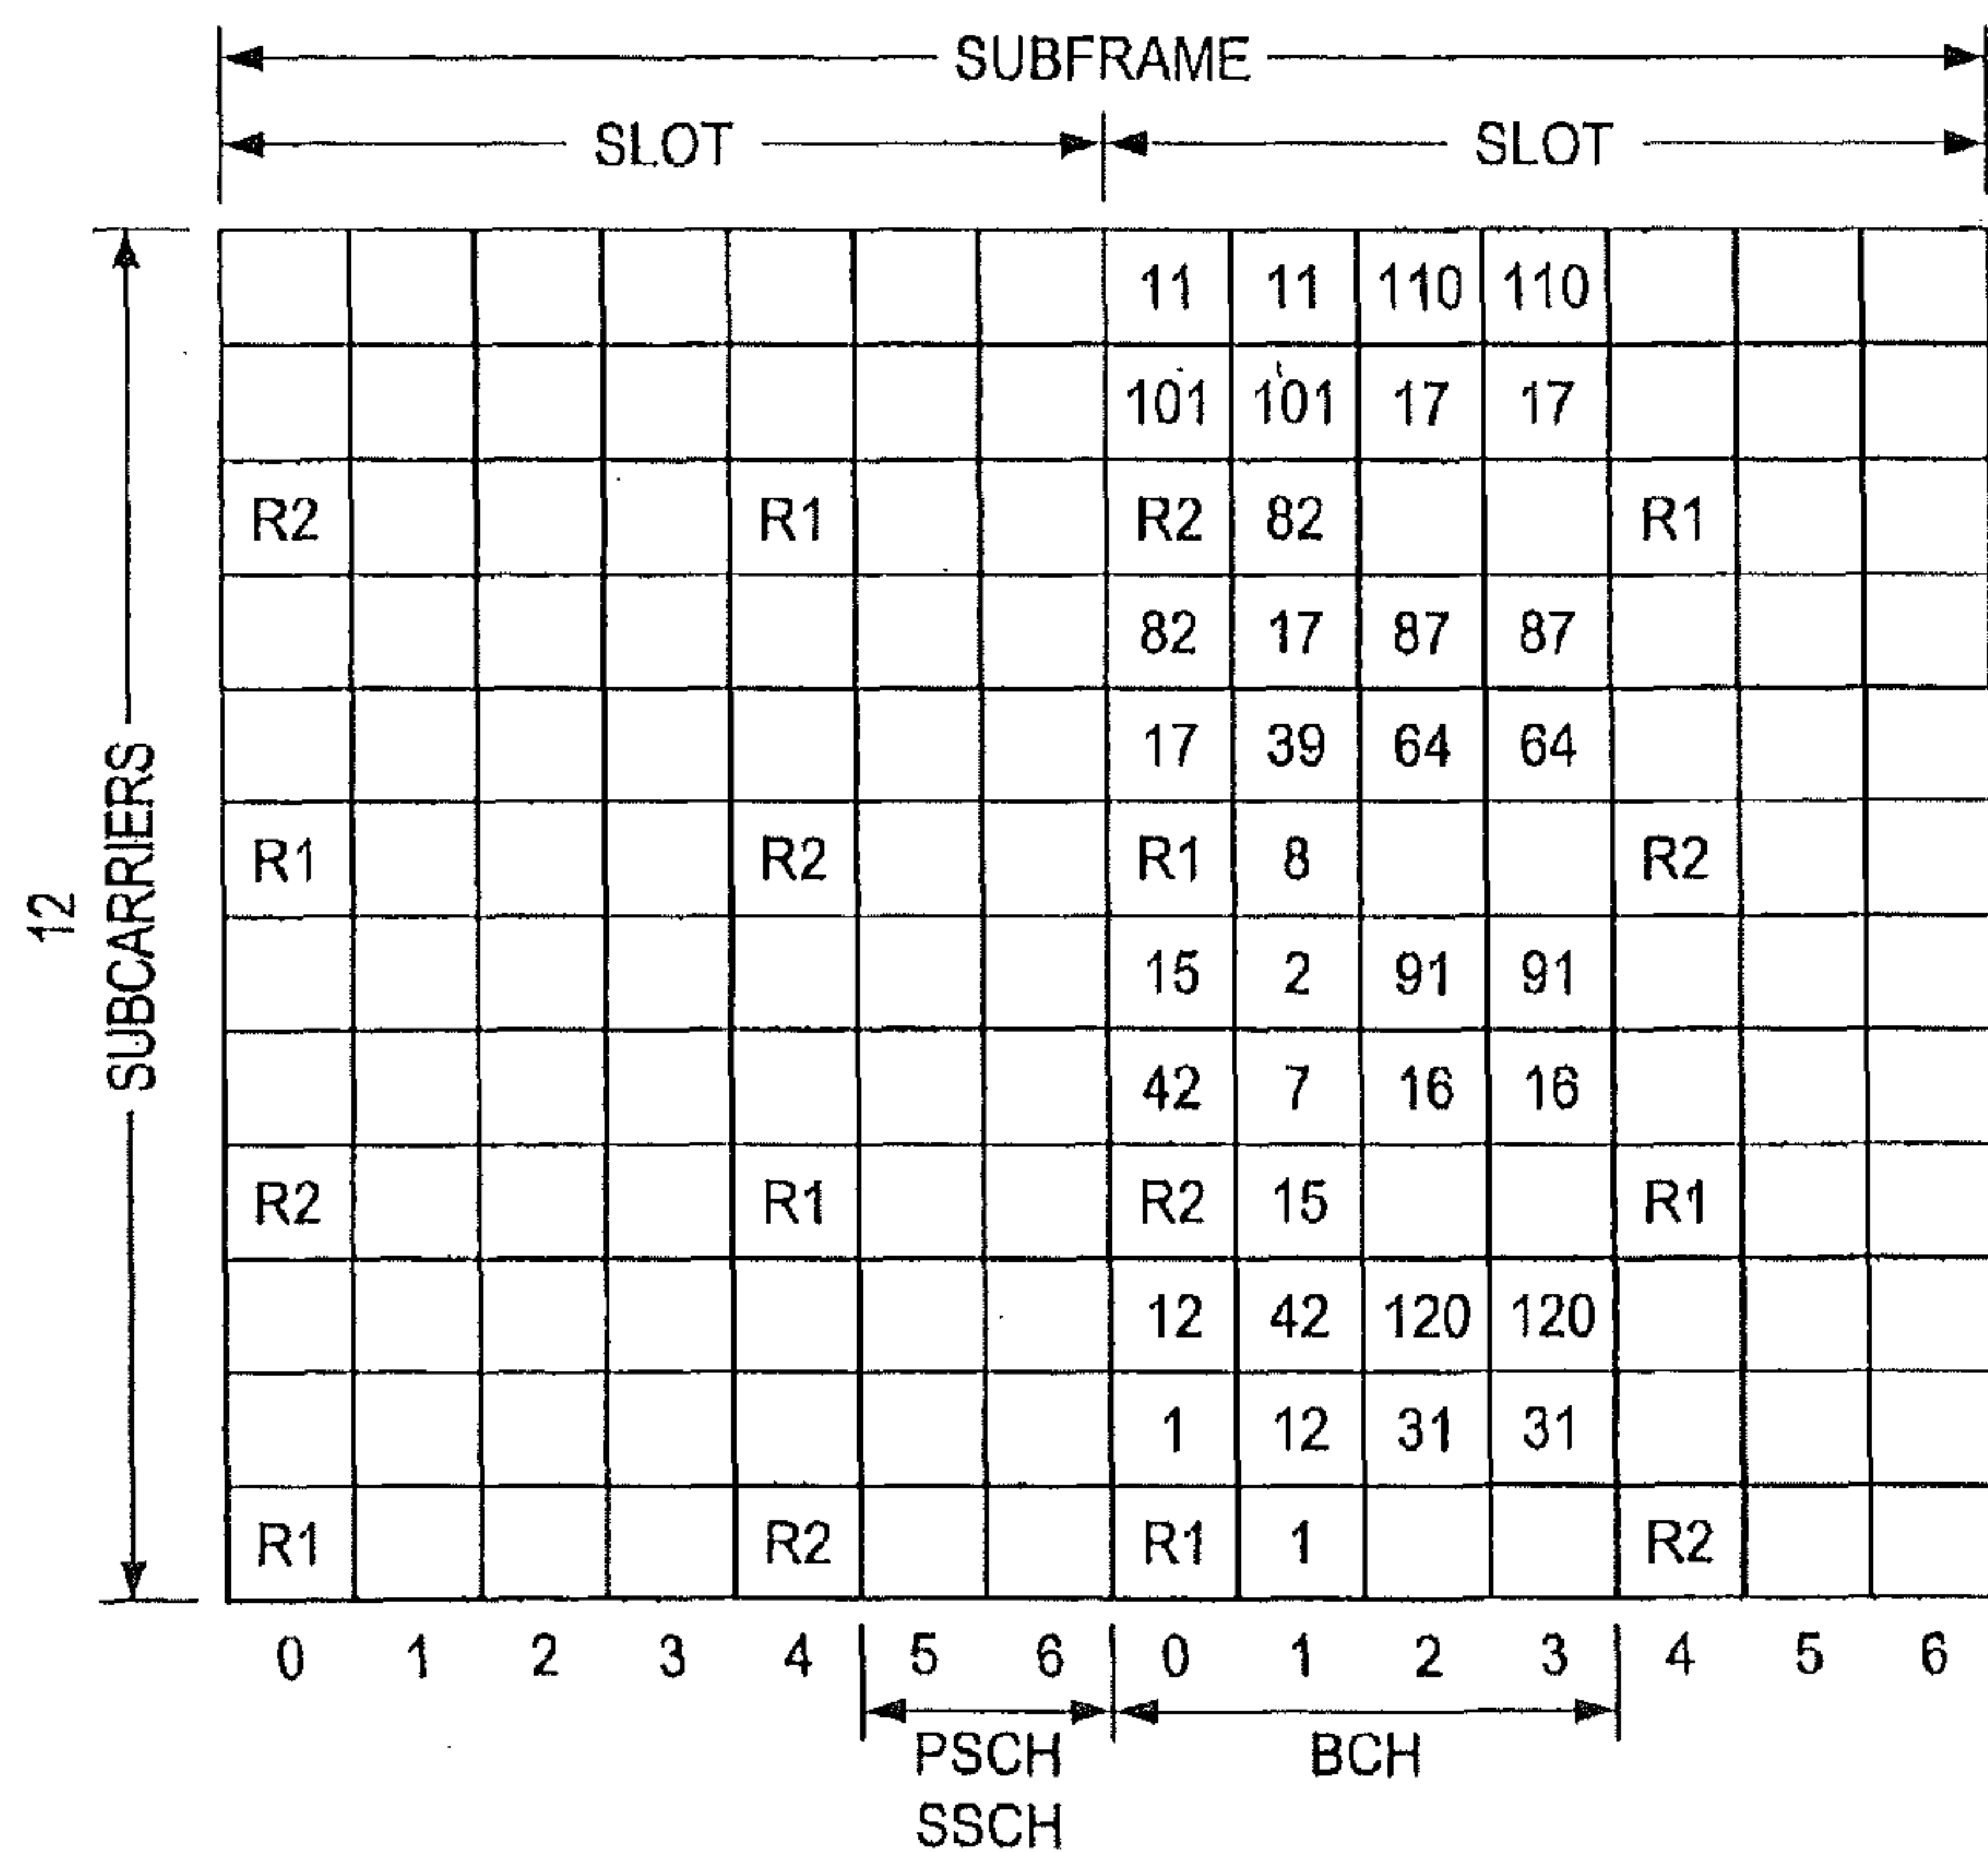 SUBFRAME
SLOT SLOT
11 11 110 110
101 101 17 17
R2 R1 R2 82 R1
82 17 87 87
17 39 64 64
R1 R2 R1 8 R2
15 2 91 91
42 7 16 16
R2 R1 R2 15 R1
12 42 120 120
1 12 31 31
R1 R2 R1 1 R2
12
SUBCARRIERS
0 1 2 3 4 5 6 0 1 2 3 4 5 6
PSCH BCH
SSCH